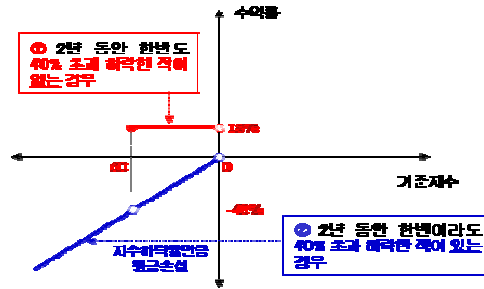 수익률
① 2년 동안 한번도
40% 초과 하락한 적이
없는 경우
기준지수
-40%
지수하락률만큼
원금손실
② 2년 동안 한번이라도
40% 초과 하락한 적이 있는
경우